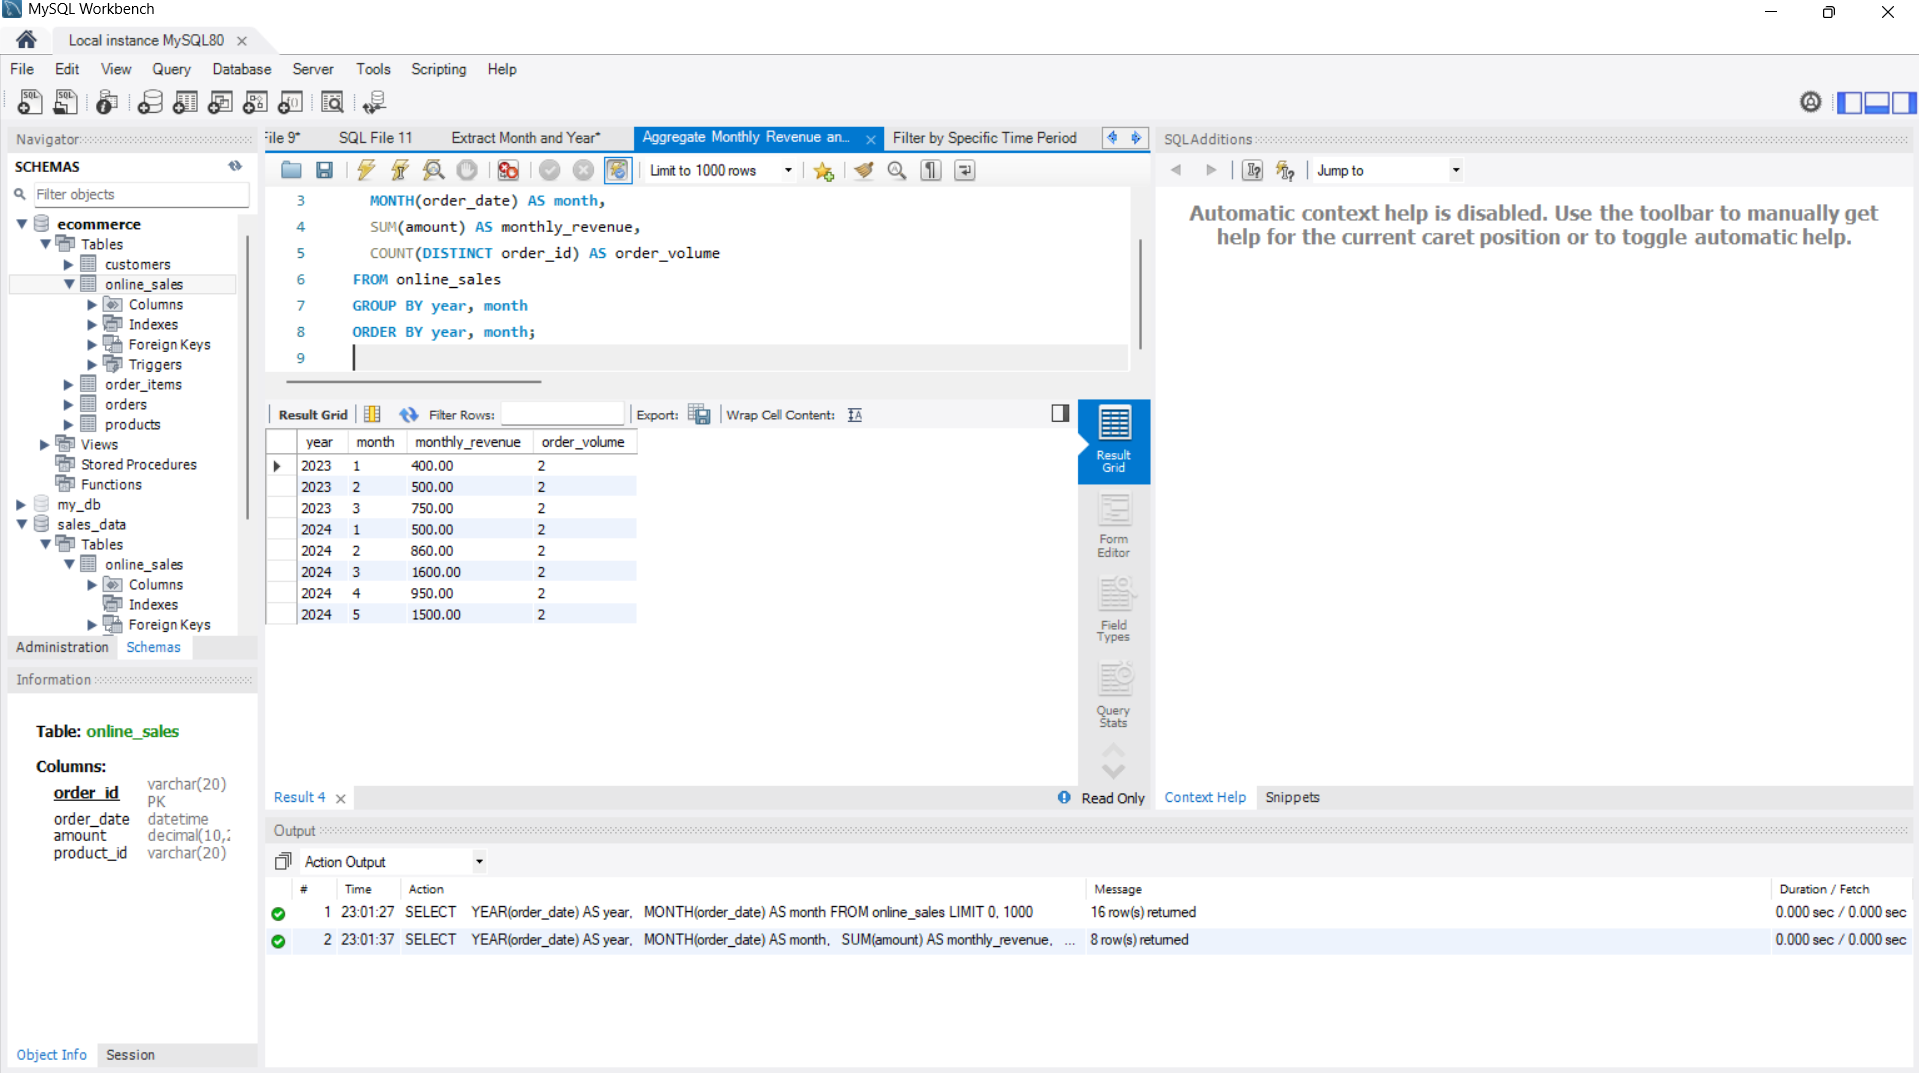 MySQL Workbench
Local instance MySQL80
File Edit View Query Database Server Tools Scripting Help
Navigator
SCHEMAS
Filter objects
ecommerce
Tables
customers
online_sales
Columns
Indexes
Foreign Keys
Triggers
order_items
orders
products
Views
Stored Procedures
Functions
my_db
sales_data
Tables
online_sales
Columns
Indexes
Foreign Keys
Administration Schemas
Information
Table: online_sales
Columns:
order_id varchar(20) PK
order_date datetime
amount decimal(10,2
product_id varchar(20)
Object Info Session
File 9* SQL File 11 Extract Month and Year* Aggregate Monthly Revenue an... Filter by Specific Time Period
Limit to 1000 rows
3 MONTH(order_date) AS month,
4 SUM(amount) AS monthly_revenue,
5 COUNT(DISTINCT order_id) AS order_volume
6 FROM online_sales
7 GROUP BY year, month
8 ORDER BY year, month;
9
Result Grid Filter Rows: Export: Wrap Cell Content:
year month monthly_revenue order_volume
2023 1 400.00 2
2023 2 500.00 2
2023 3 750.00 2
2024 1 500.00 2
2024 2 860.00 2
2024 3 1600.00 2
2024 4 950.00 2
2024 5 1500.00 2
Result Grid
Form Editor
Field Types
Query Stats
Result 4
Read Only
SQLAdditions
Jump to
Automatic context help is disabled. Use the toolbar to manually get
help for the current caret position or to toggle automatic help.
Context Help Snippets
Output
Action Output
# Time Action Message Duration / Fetch
1 23:01:27 SELECT YEAR(order_date) AS year, MONTH(order_date) AS month FROM online_sales LIMIT 0, 1000 16 row(s) returned 0.000 sec / 0.000 sec
2 23:01:37 SELECT YEAR(order_date) AS year, MONTH(order_date) AS month, SUM(amount) AS monthly_revenue, ... 8 row(s) returned 0.000 sec / 0.000 sec